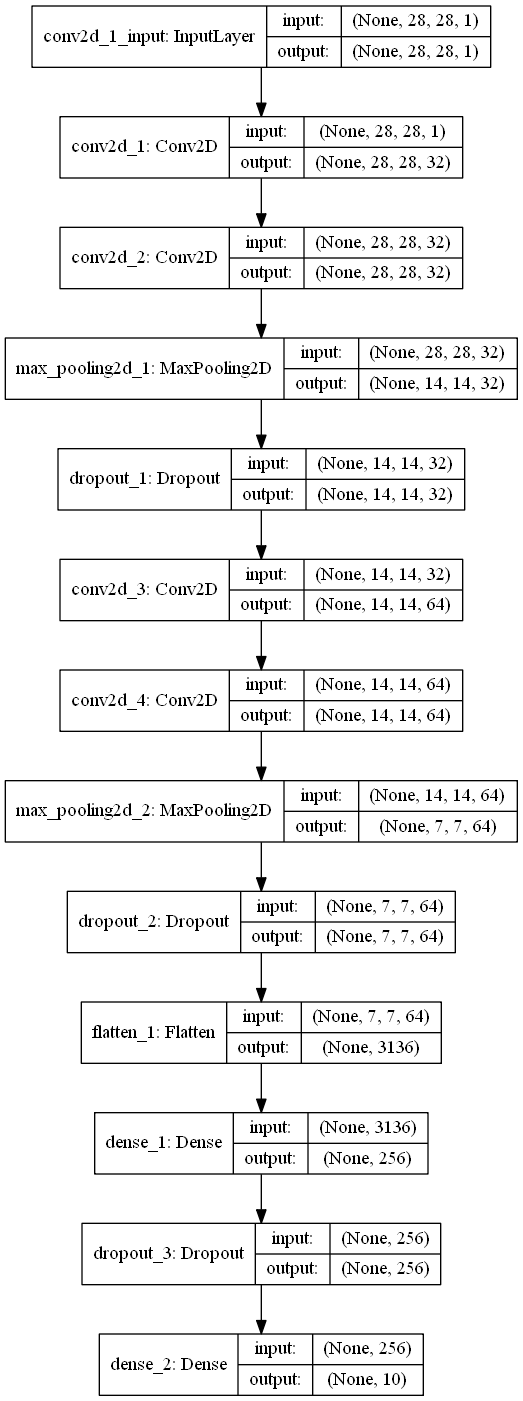 conv2d_1_input: InputLayer
input: (None, 28, 28, 1)
output: (None, 28, 28, 1)
conv2d_1: Conv2D
input: (None, 28, 28, 1)
output: (None, 28, 28, 32)
conv2d_2: Conv2D
input: (None, 28, 28, 32)
output: (None, 28, 28, 32)
max_pooling2d_1: MaxPooling2D
input: (None, 28, 28, 32)
output: (None, 14, 14, 32)
dropout_1: Dropout
input: (None, 14, 14, 32)
output: (None, 14, 14, 32)
conv2d_3: Conv2D
input: (None, 14, 14, 32)
output: (None, 14, 14, 64)
conv2d_4: Conv2D
input: (None, 14, 14, 64)
output: (None, 14, 14, 64)
max_pooling2d_2: MaxPooling2D
input: (None, 14, 14, 64)
output: (None, 7, 7, 64)
dropout_2: Dropout
input: (None, 7, 7, 64)
output: (None, 7, 7, 64)
flatten_1: Flatten
input: (None, 7, 7, 64)
output: (None, 3136)
dense_1: Dense
input: (None, 3136)
output: (None, 256)
dropout_3: Dropout
input: (None, 256)
output: (None, 256)
dense_2: Dense
input: (None, 256)
output: (None, 10)